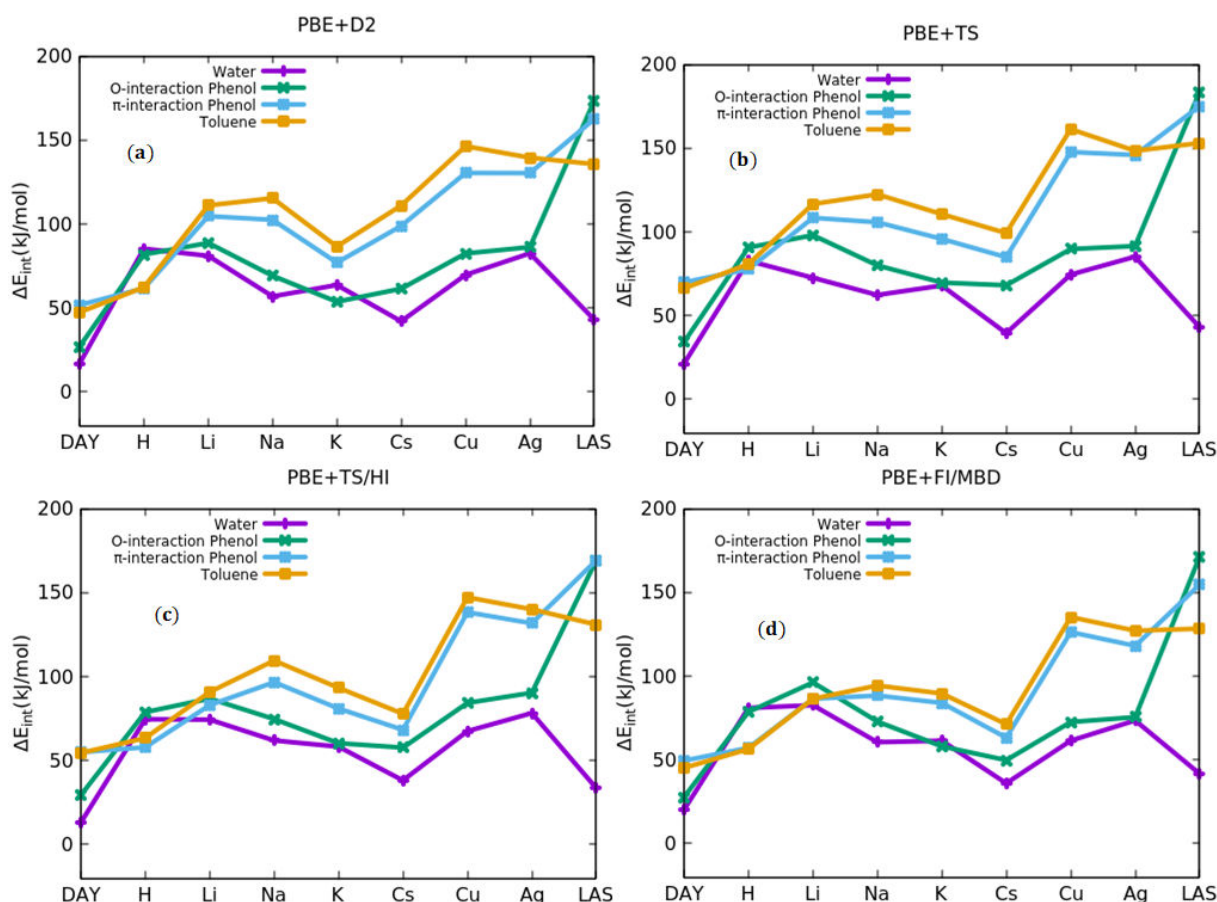 PBE+D2
200
150
100
50
0
ΔE_int(kJ/mol)
Water
O-interaction Phenol
π-interaction Phenol
Toluene
(a)
DAY H Li Na K Cs Cu Ag LAS
PBE+TS
200
150
100
50
0
ΔE_int(kJ/mol)
Water
O-interaction Phenol
π-interaction Phenol
Toluene
(b)
DAY H Li Na K Cs Cu Ag LAS
PBE+TS/HI
200
150
100
50
0
ΔE_int(kJ/mol)
Water
O-interaction Phenol
π-interaction Phenol
Toluene
(c)
DAY H Li Na K Cs Cu Ag LAS
PBE+FI/MBD
200
150
100
50
0
ΔE_int(kJ/mol)
Water
O-interaction Phenol
π-interaction Phenol
Toluene
(d)
DAY H Li Na K Cs Cu Ag LAS